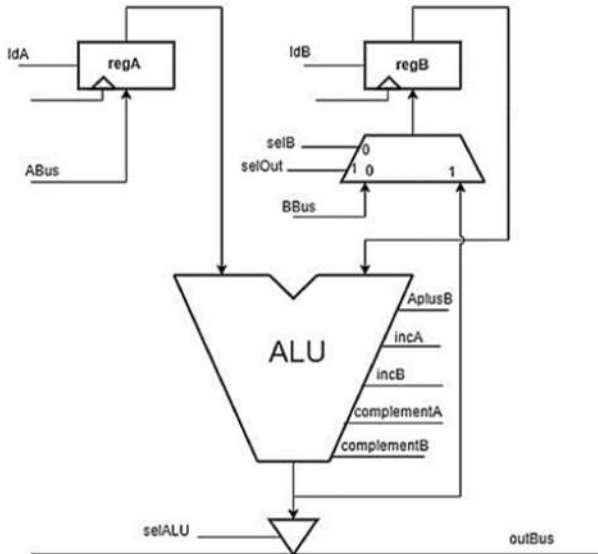 ldA
regA
ldB
regB
selB
0
selOut
1
0
1
ABus
BBus
AplusB
ALU
incA
incB
complementA
complementB
selALU
outBus